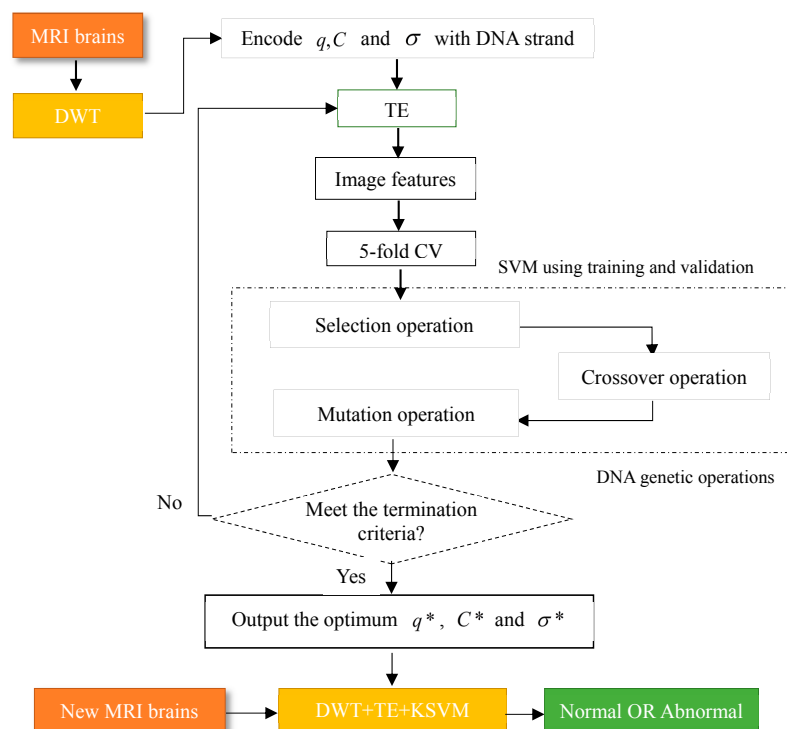 MRI brains
Encode q,C and σ with DNA strand
DWT
TE
Image features
5-fold CV
SVM using training and validation
Selection operation
Crossover operation
Mutation operation
DNA genetic operations
No
Meet the termination
criteria?
Yes
Output the optimum q*, C* and σ*
New MRI brains
DWT+TE+KSVM
Normal OR Abnormal